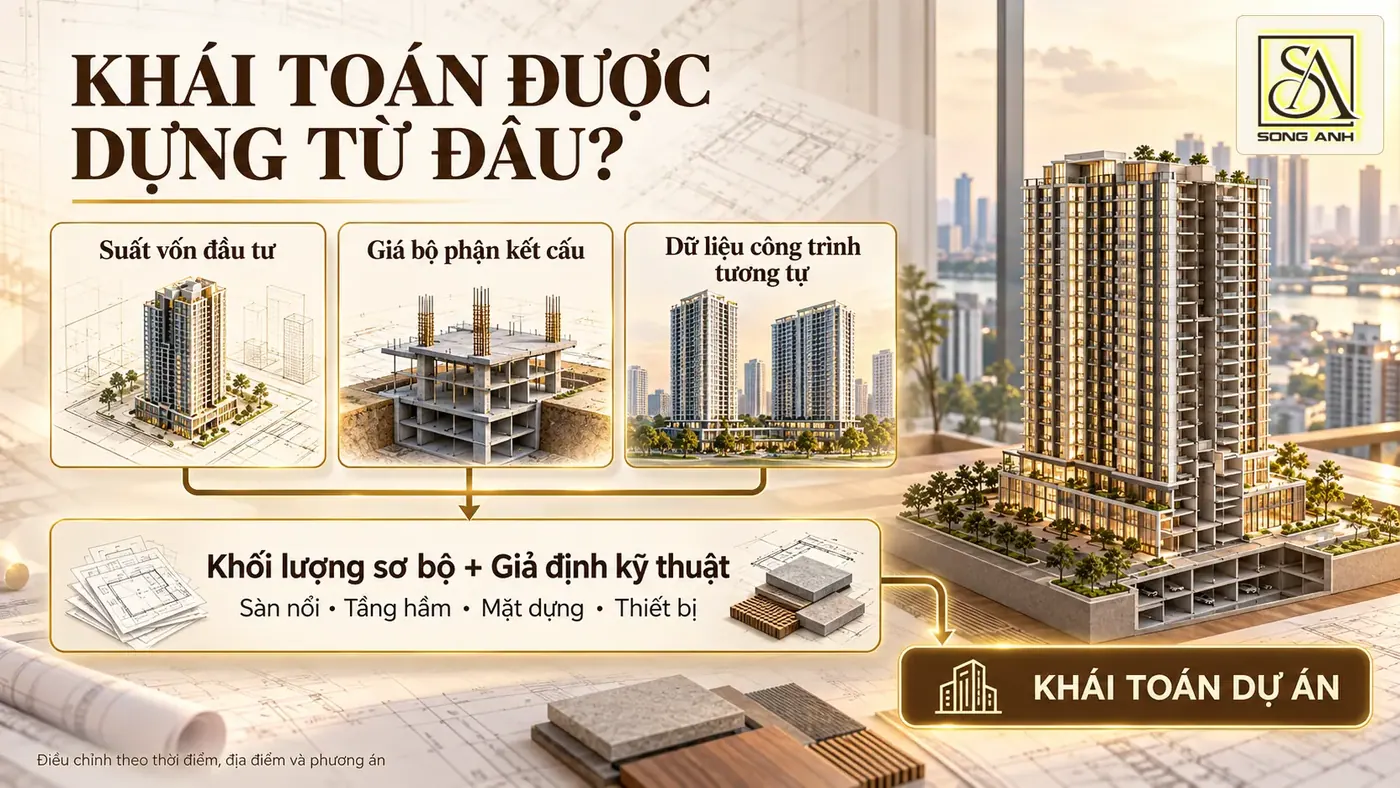 KHÁI TOÁN ĐƯỢC
DỰNG TỪ ĐÂU?
SA
SONG ANH
Suất vốn đầu tư
Giá bộ phận kết cấu
Dữ liệu công trình
tương tự
Khối lượng sơ bộ + Giả định kỹ thuật
Sàn nổi • Tầng hầm • Mặt dựng • Thiết bị
KHÁI TOÁN DỰ ÁN
Điều chỉnh theo thời điểm, địa điểm và phương án